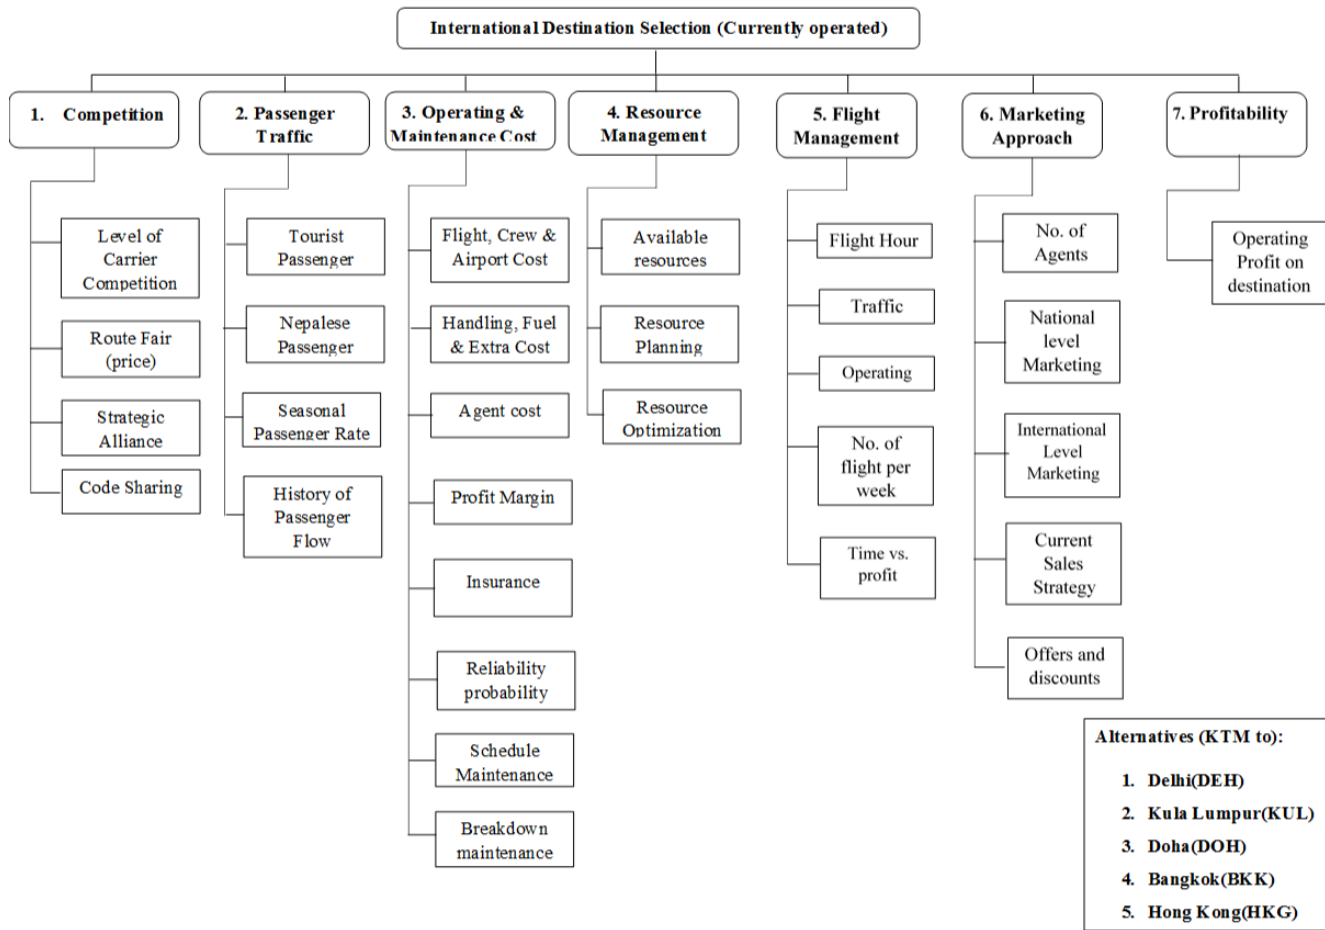 International Destination Selection (Currently operated)
1. Competition
2. Passenger
Traffic
3. Operating &
Maintenance Cost
4. Resource
Management
5. Flight
Management
6. Marketing
Approach
7. Profitability
Level of
Carrier
Competition
Route Fair
(price)
Strategic
Alliance
Code Sharing
Tourist
Passenger
Nepalese
Passenger
Seasonal
Passenger Rate
History of
Passenger
Flow
Flight, Crew &
Airport Cost
Handling, Fuel
& Extra Cost
Agent cost
Profit Margin
Insurance
Reliability
probability
Schedule
Maintenance
Breakdown
maintenance
Available
resources
Resource
Planning
Resource
Optimization
Flight Hour
Traffic
Operating
No. of
flight per
week
Time vs.
profit
No. of
Agents
National
level
Marketing
International
Level
Marketing
Current
Sales
Strategy
Offers and
discounts
Operating
Profit on
destination
Alternatives (KTM to):
1. Delhi(DEH)
2. Kula Lumpur(KUL)
3. Doha(DOH)
4. Bangkok(BKK)
5. Hong Kong(HKG)